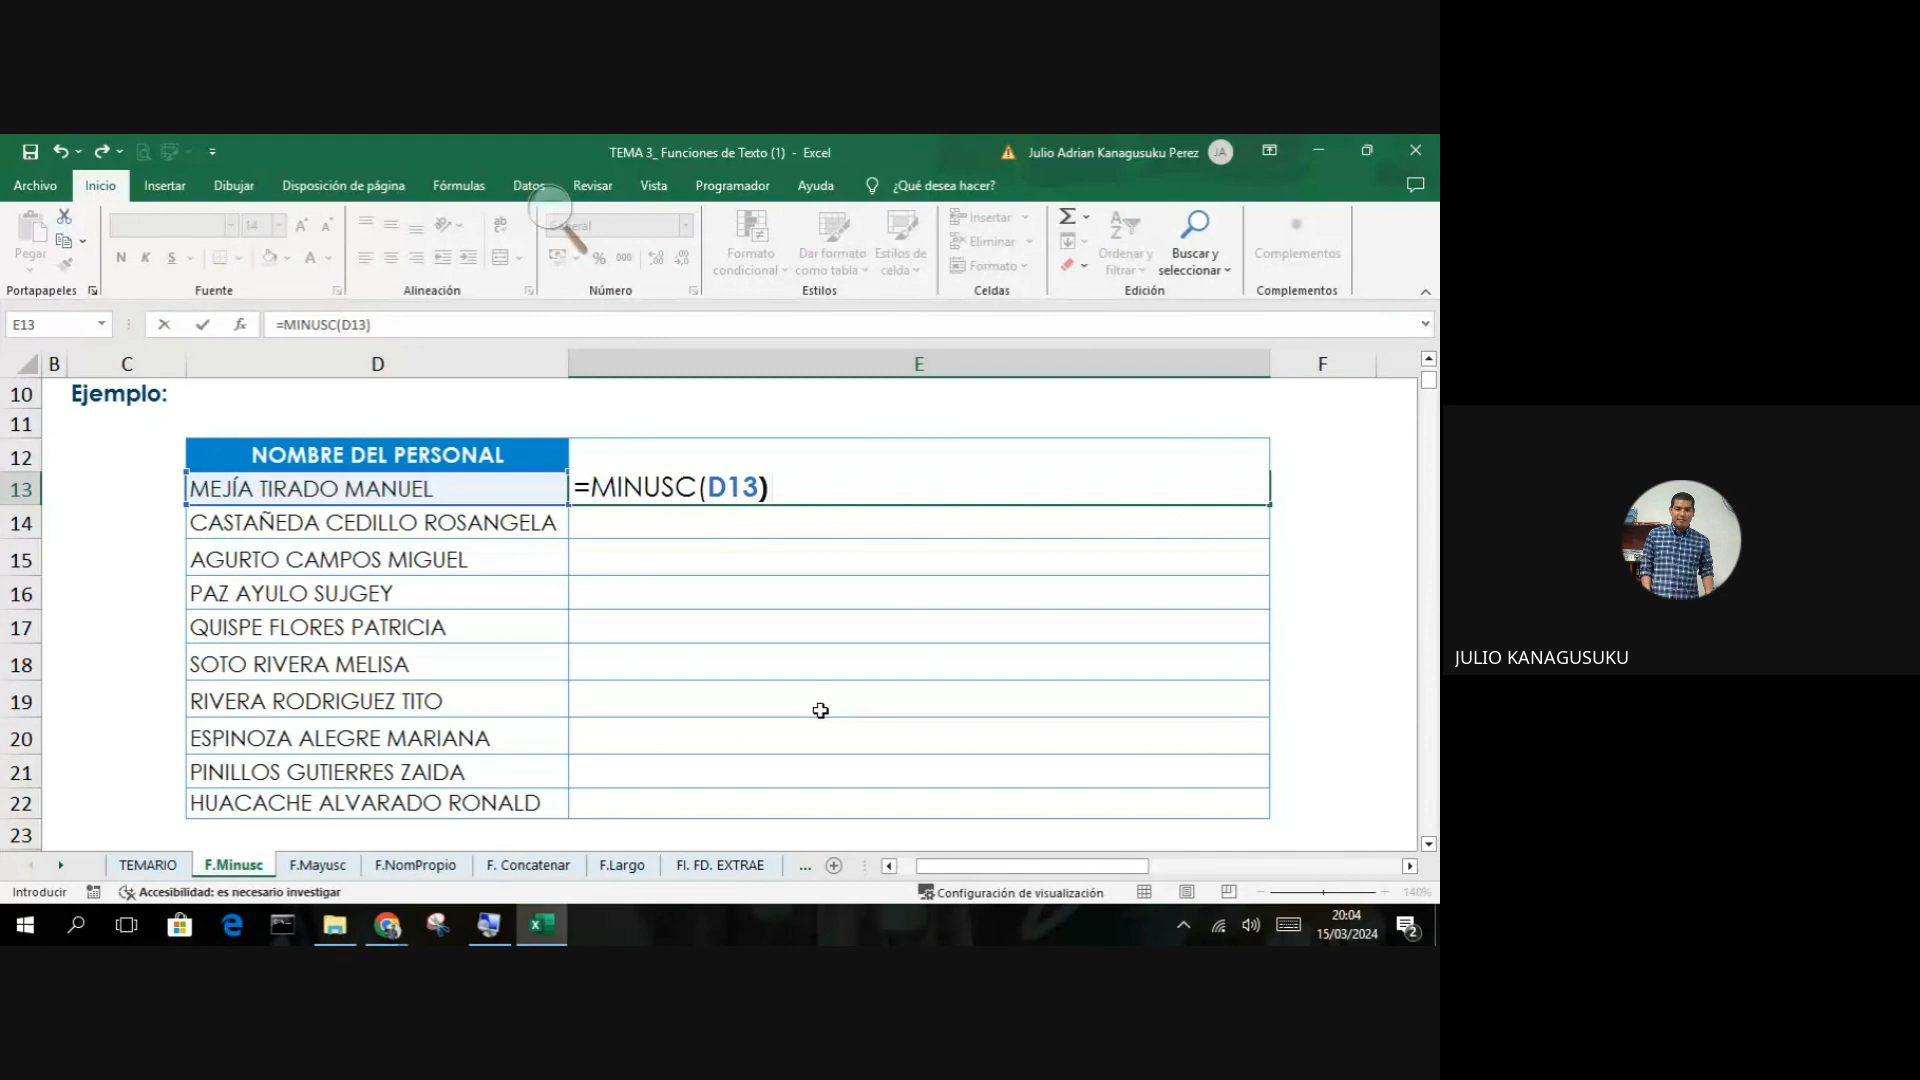 TEMA 3_ Funciones de Texto (1) - Excel
Julio Adrian Kanagusuku Perez
JA
Archivo Inicio Insertar Dibujar Disposición de página Fórmulas Datos Revisar Vista Programador Ayuda ¿Qué desea hacer?
Pegar
14
N K S
General
% 000
Formato condicional
Dar formato como tabla
Estilos de celda
Insertar
Eliminar
Formato
Ordenar y filtrar
Buscar y seleccionar
Complementos
Portapapeles Fuente Alineación Número Estilos Celdas Edición Complementos
E13 fx =MINUSC(D13)
B C D E F
10 Ejemplo:
11
12 NOMBRE DEL PERSONAL
13 MEJÍA TIRADO MANUEL =MINUSC(D13)
14 CASTAÑEDA CEDILLO ROSANGELA
15 AGURTO CAMPOS MIGUEL
16 PAZ AYULO SUJGEY
17 QUISPE FLORES PATRICIA
18 SOTO RIVERA MELISA
19 RIVERA RODRIGUEZ TITO
20 ESPINOZA ALEGRE MARIANA
21 PINILLOS GUTIERRES ZAIDA
22 HUACACHE ALVARADO RONALD
23
TEMARIO F.Minusc F.Mayusc F.NomPropio F. Concatenar F.Largo FI. FD. EXTRAE ...
Introducir Accesibilidad: es necesario investigar Configuración de visualización 140%
20:04
15/03/2024
2
JULIO KANAGUSUKU